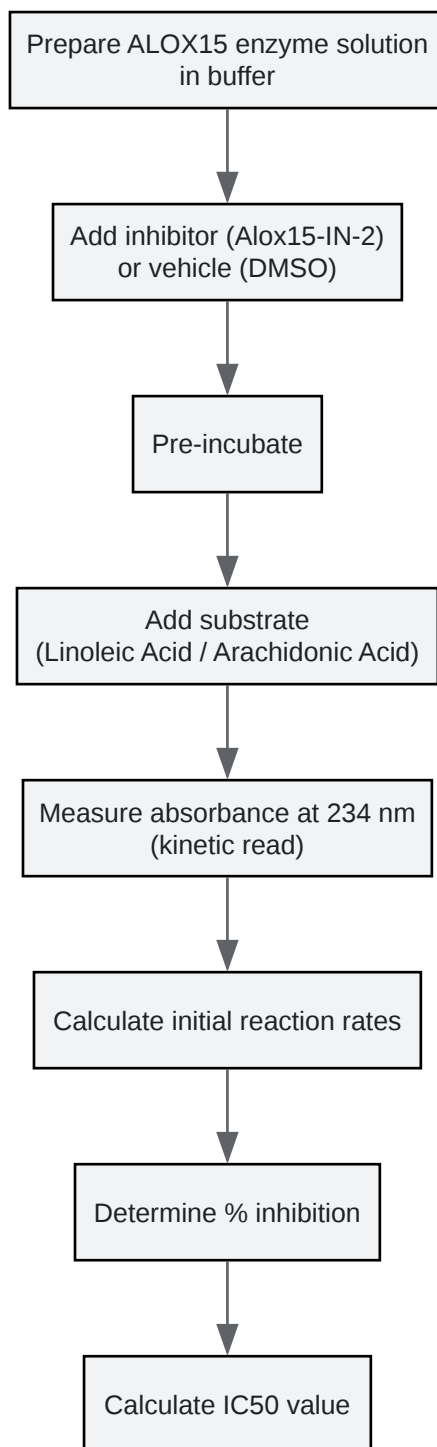 Prepare ALOX15 enzyme solution
in buffer
Add inhibitor (Alox15-IN-2)
or vehicle (DMSO)
Pre-incubate
Add substrate
(Linoleic Acid / Arachidonic Acid)
Measure absorbance at 234 nm
(kinetic read)
Calculate initial reaction rates
Determine % inhibition
Calculate IC50 value